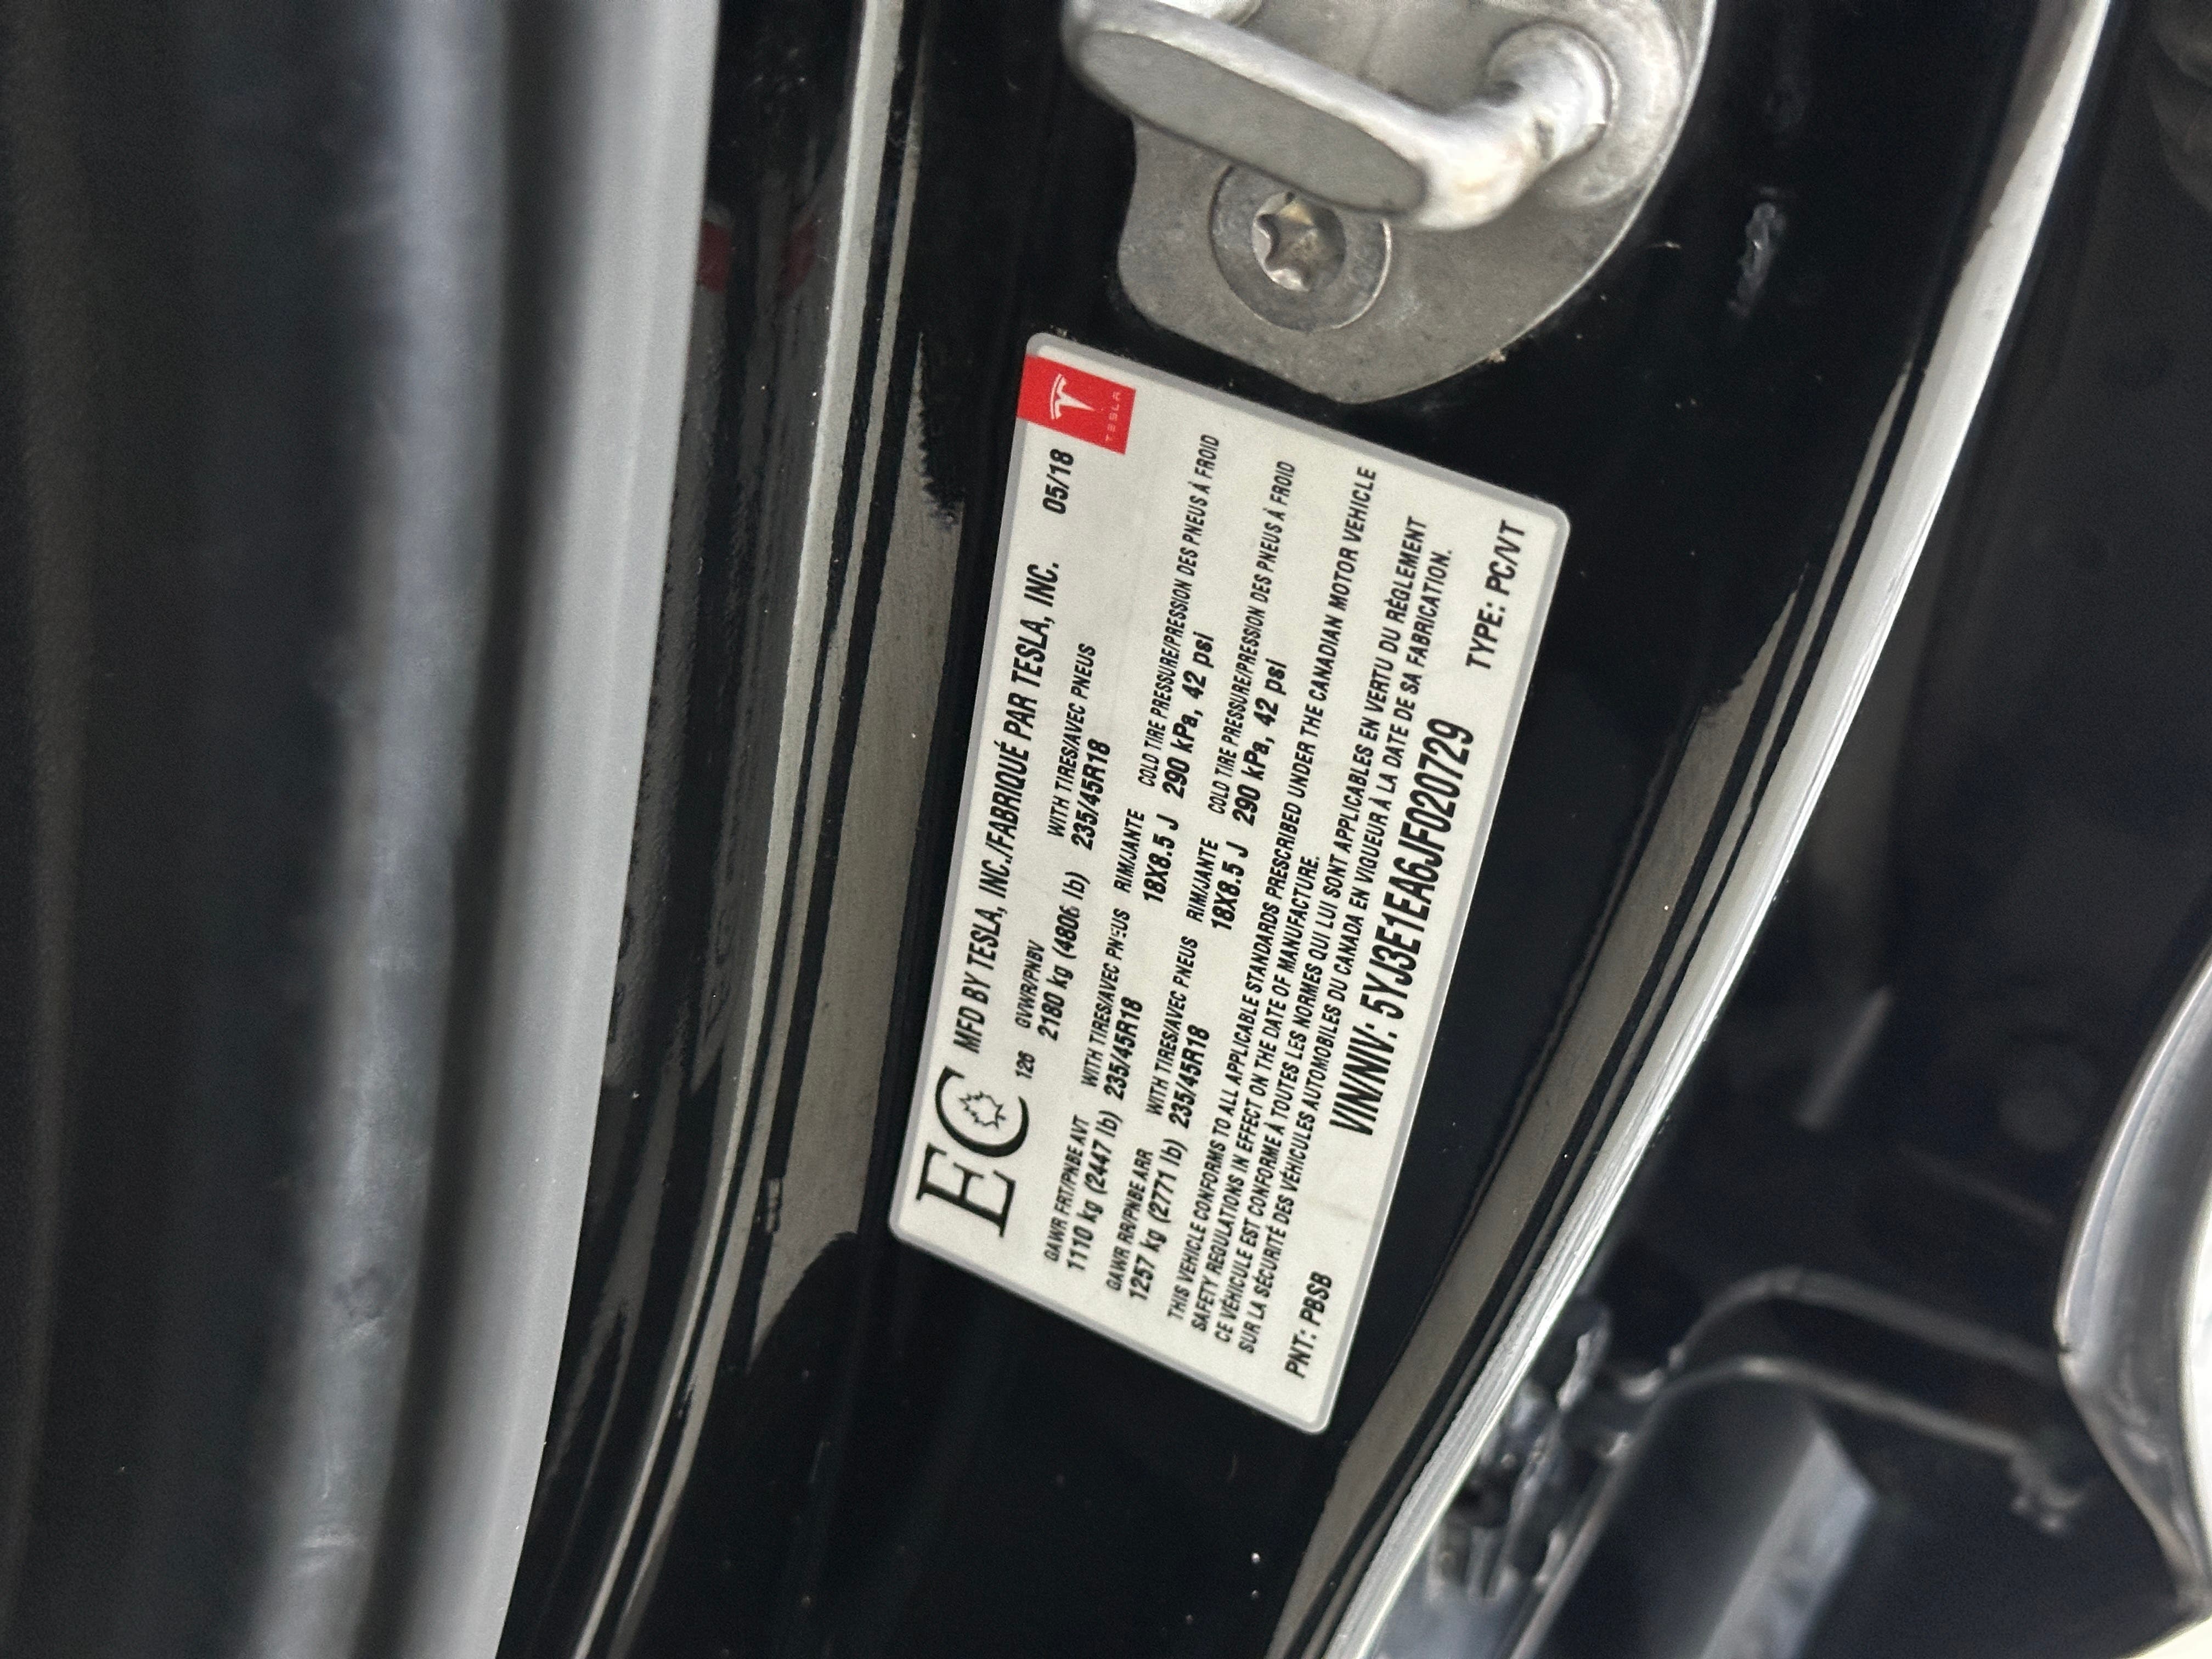 EC MFD BY TESLA, INC./FABRIQUÉ PAR TESLA, INC. 05/18
TESLA
126 GVWR/PNBV WITH TIRES/AVEC PNEUS
2180 kg (4806 lb) 235/45R18
GAWR FRT/PNBE AVT WITH TIRES/AVEC PNEUS RIM/JANTE COLD TIRE PRESSURE/PRESSION DES PNEUS À FROID
1110 kg (2447 lb) 235/45R18 18X8.5 J 290 kPa, 42 psi
GAWR RR/PNBE ARR WITH TIRES/AVEC PNEUS RIM/JANTE COLD TIRE PRESSURE/PRESSION DES PNEUS À FROID
1257 kg (2771 lb) 235/45R18 18X8.5 J 290 kPa, 42 psi
THIS VEHICLE CONFORMS TO ALL APPLICABLE STANDARDS PRESCRIBED UNDER THE CANADIAN MOTOR VEHICLE
SAFETY REGULATIONS IN EFFECT ON THE DATE OF MANUFACTURE.
CE VÉHICULE EST CONFORME À TOUTES LES NORMES QUI LUI SONT APPLICABLES EN VERTU DU RÈGLEMENT
SUR LA SÉCURITÉ DES VÉHICULES AUTOMOBILES DU CANADA EN VIQUEUR À LA DATE DE SA FABRICATION.
PNT: PBSB VIN/NIV: 5YJ3E1EA6JF020729 TYPE: PC/VT